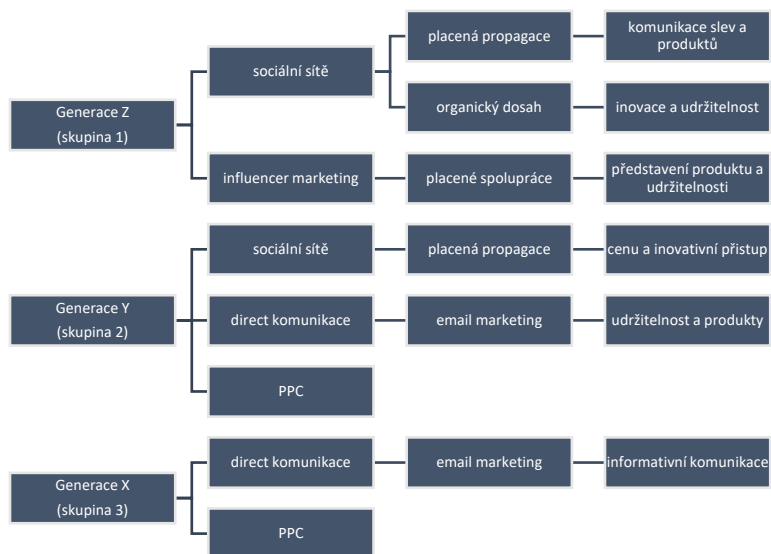 placená propagace
komunikace slev a
produktů
sociální sítě
organický dosah
inovace a udržitelnost
Generace Z
(skupina 1)
influencer marketing
placené spolupráce
představení produktu a
udržitelnosti
sociální sítě
placená propagace
cenu a inovativní přistup
Generace Y
(skupina 2)
direct komunikace
email marketing
udržitelnost a produkty
PPC
direct komunikace
email marketing
informativní komunikace
Generace X
(skupina 3)
PPC